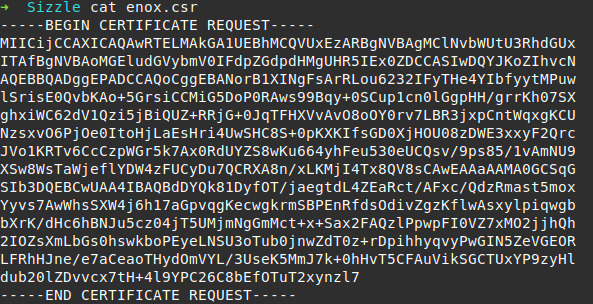 ➜  Sizzle cat enox.csr
-----BEGIN CERTIFICATE REQUEST-----
MIICijCCAXICAQAwRTELMAkGA1UEBhMCQVUxEzARBgNVBAgMClNvbWUtU3RhdGUx
ITAfBgNVBAoMGEludGVybmV0IFdpZGdpdHMgUHR5IEx0ZDCCASIwDQYJKoZIhvcN
AQEBBQADggEPADCCAQoCggEBANorB1XINgFsArRLou6232IFyTHe4YIbfyytMPuw
lSrisE0QvbKAo+5GrsiCCMiG5DoP0RAws99Bqy+0SCup1cn0lGgpHH/grrKh07SX
ghxiWC62dV1Qzi5jBiQUZ+RRjG+0JqTFHXVvAvO8oOY0rv7LBR3jxpCntWqxgKCU
NzsxvO6PjOe0ItoHjLaEsHri4UwSHC8S+0pKXKIfsGD0XjHOU08zDWE3xxyF2Qrc
JVo1KRTv6CcCzpWGr5k7Ax0RdUYZS8wKu664yhFeu530eUCQsv/9ps85/1vAmNU9
XSw8WsTaWjeflYDW4zFUCyDu7QCRXA8n/xLKMjI4Tx8QV8sCAwEAAaAAMA0GCSqG
SIb3DQEBCwUAA4IBAQBdDYQk81DyfOT/jaegtdL4ZEaRct/AFxc/QdzRmast5mox
Yyvs7AwWhsSXW4j6h17aGpvqgKecwgkrmSBPEnRfdsOdivZgzKflwAsxylpiqwgb
bXrK/dHc6hBNJu5cz04jT5UMjmNgGmMct+x+Sax2FAQzlPpwpFI0VZ7xMO2jjhQh
2IOZsXmLbGs0hswkboPEyeLNSU3oTub0jnwZdT0z+rDpihhyqvyPwGIN5ZeVGEOR
LFRhHJne/e7aCeaoTHydOmVYL/3UseK5MmJ7k+0hHvT5CFAuVikSGCTUxYP9zyHl
dub20lZDvvcx7tH+4l9YPC26C8bEfOTuT2xynzl7
-----END CERTIFICATE REQUEST-----